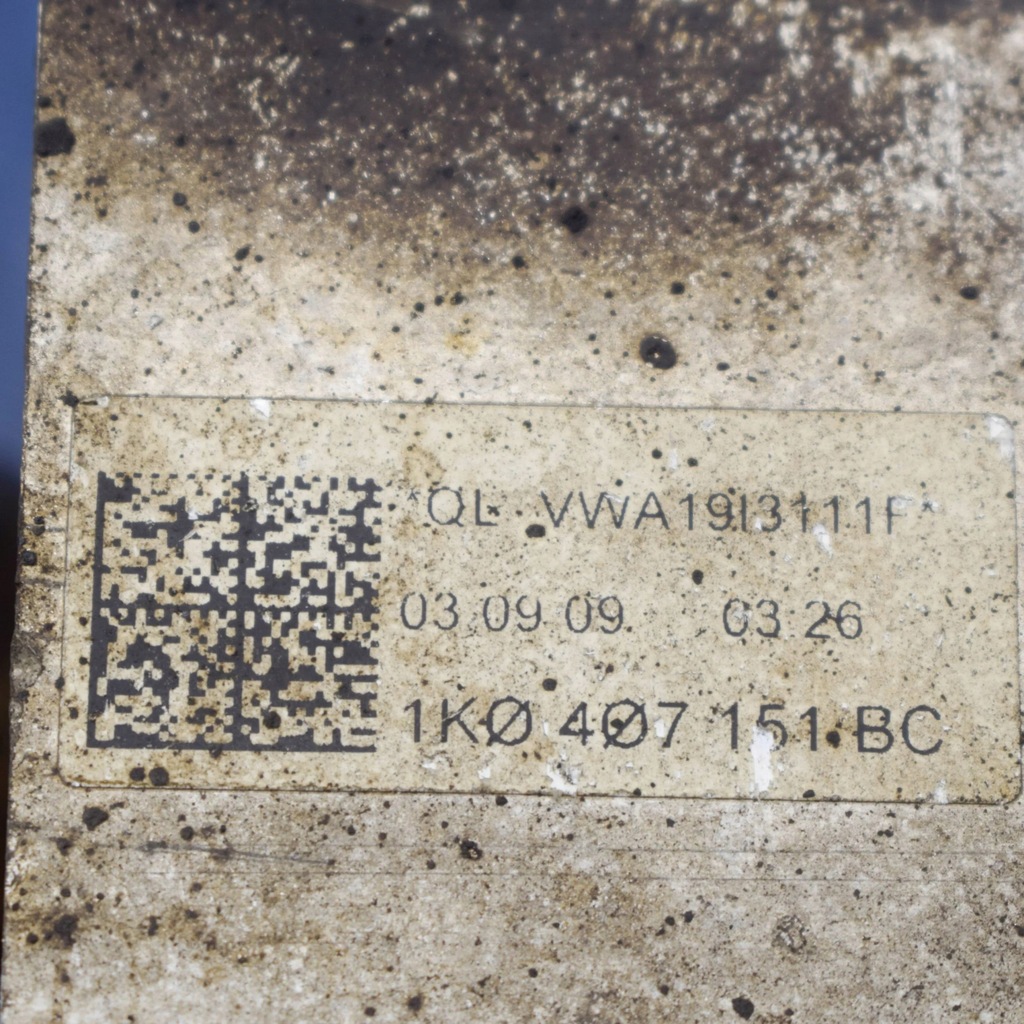 *QL VWA19I3111F*
03.09.09 03:26
1KØ 4Ø7 151 BC